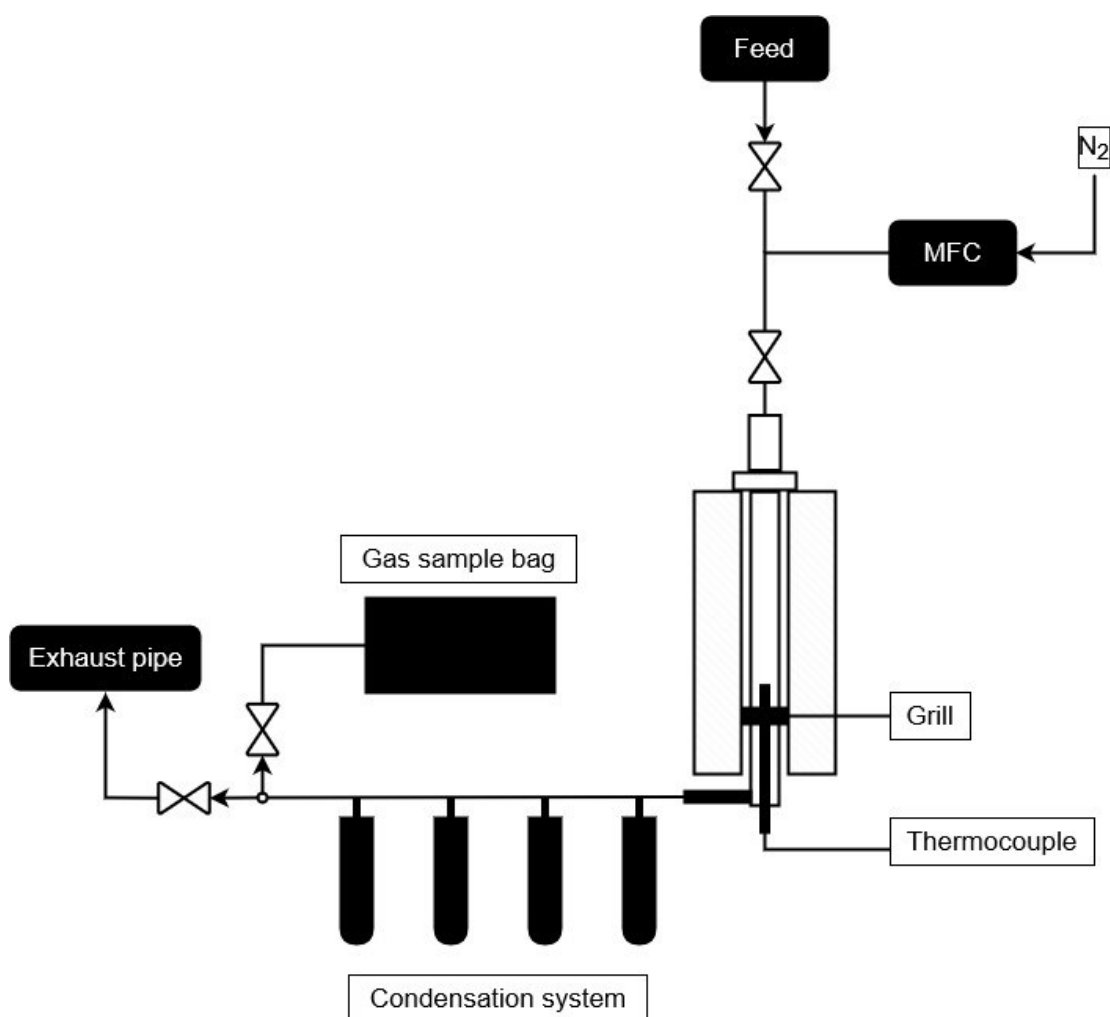 Feed
N2
MFC
Gas sample bag
Exhaust pipe
Grill
Thermocouple
Condensation system